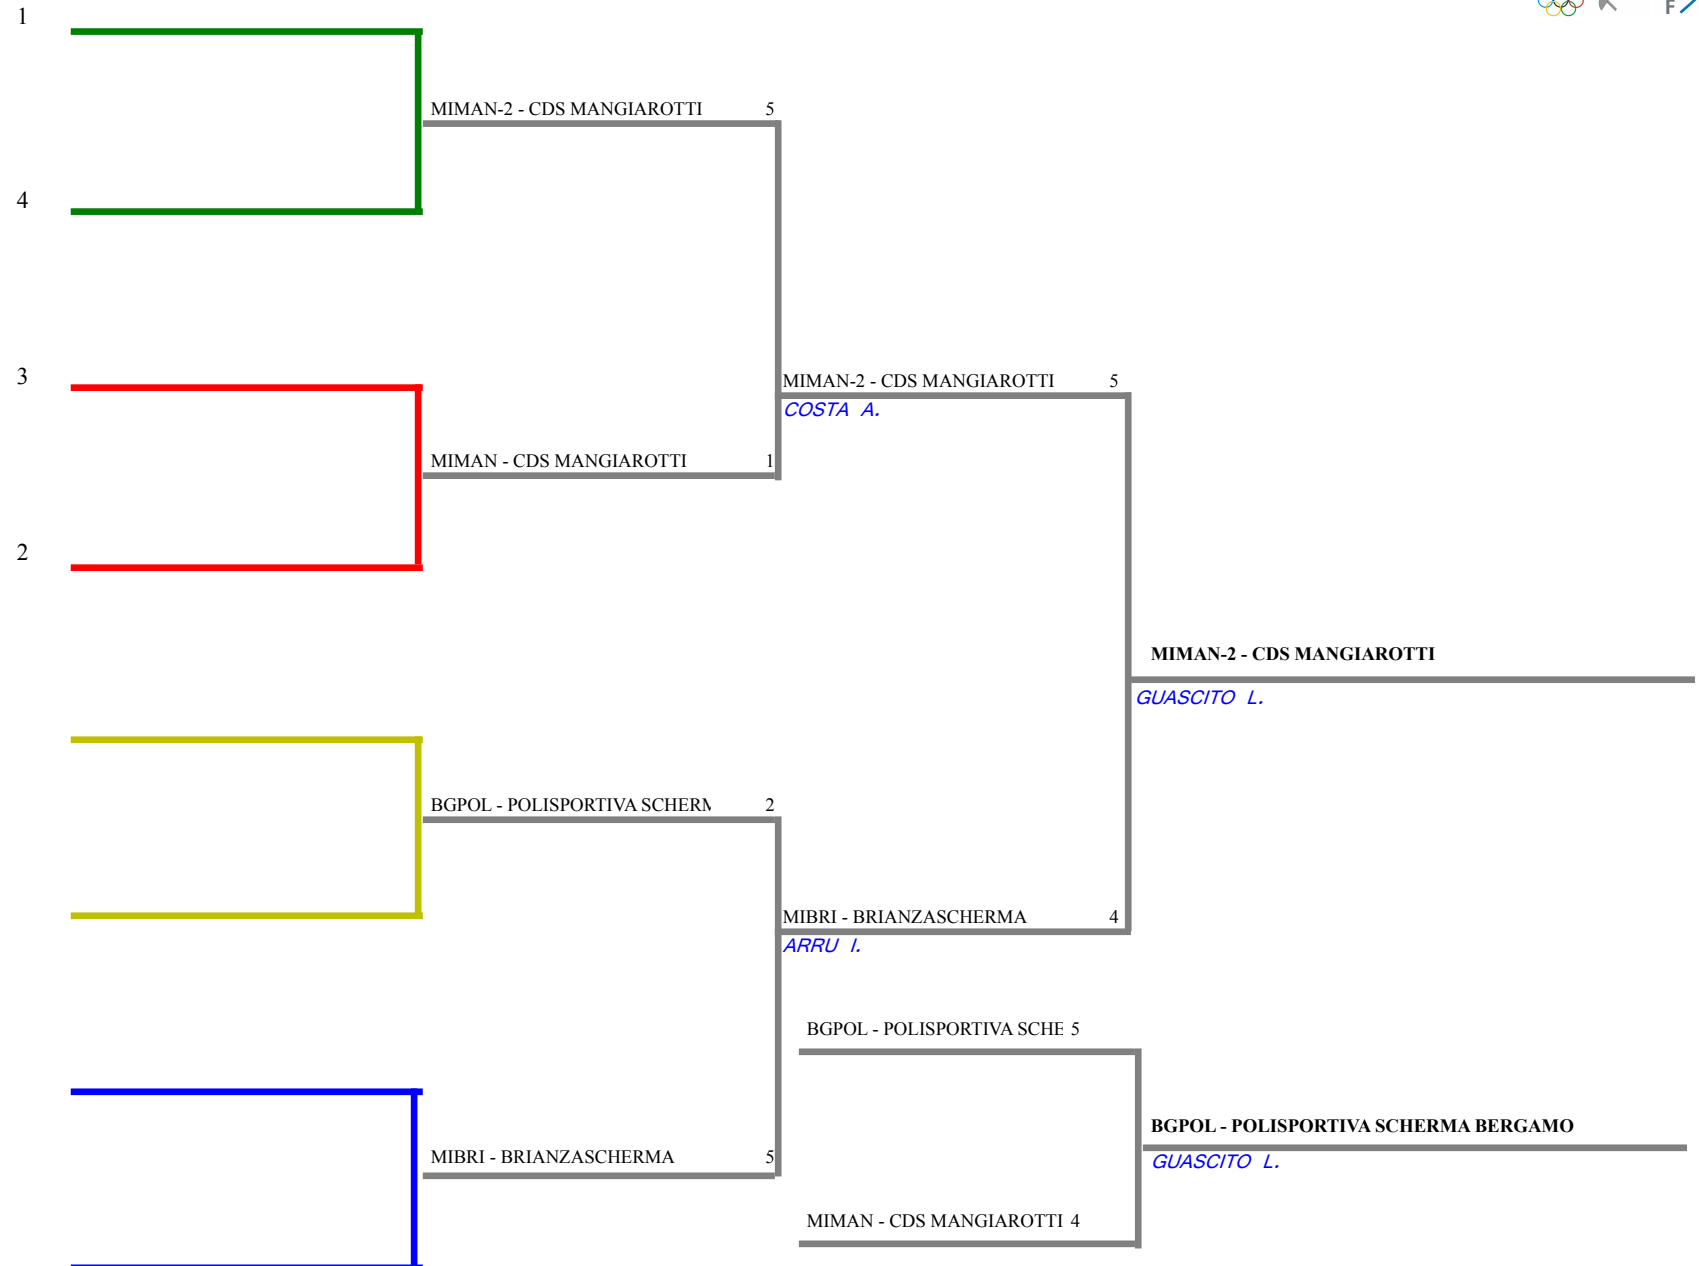 1
F
MIMAN-2 - CDS MANGIAROTTI 5
4
3
MIMAN-2 - CDS MANGIAROTTI 5
COSTA A.
MIMAN - CDS MANGIAROTTI 1
2
MIMAN-2 - CDS MANGIAROTTI
GUASCITO L.
BGPOL - POLISPORTIVA SCHERM 2
MIBRI - BRIANZASCHERMA 4
ARRU I.
BGPOL - POLISPORTIVA SCHE 5
BGPOL - POLISPORTIVA SCHERMA BERGAMO
GUASCITO L.
MIBRI - BRIANZASCHERMA 5
MIMAN - CDS MANGIAROTTI 4